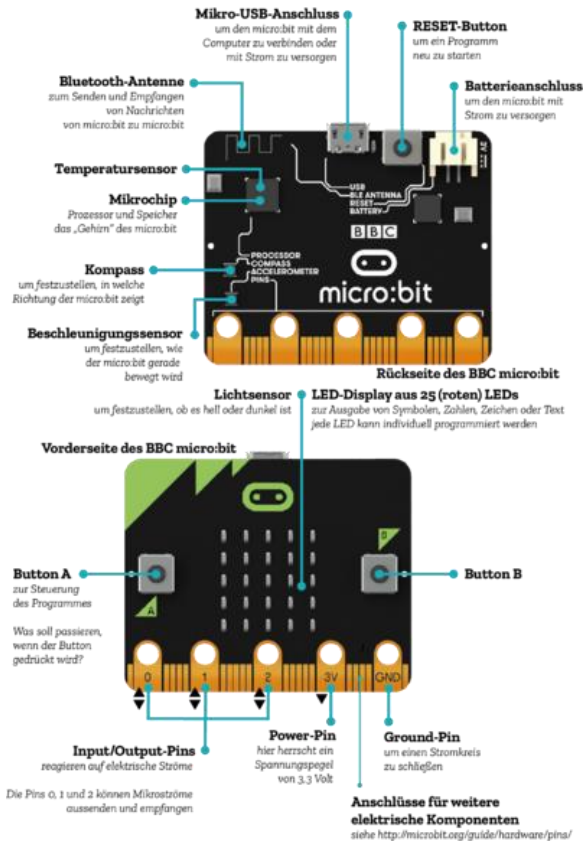 Mikro-USB-Anschluss
um den micro:bit mit dem
Computer zu verbinden oder
mit Strom zu versorgen
RESET-Button
um ein Programm
neu zu starten
Bluetooth-Antenne
zum Senden und Empfangen
von Nachrichten
von micro:bit zu micro:bit
Batterieanschluss
um den micro:bit mit
Strom zu versorgen
Temperatursensor
Mikrochip
Prozessor und Speicher
das „Gehirn" des micro:bit
Kompass
um festzustellen, in welche
Richtung der micro:bit zeigt
Beschleunigungssensor
um festzustellen, wie
der micro:bit gerade
bewegt wird
USB
BLE ANTENNA
RESET
BATTERY
BBC
PROCESSOR
COMPASS
ACCELEROMETER
PINS
micro:bit
Rückseite des BBC micro:bit
Lichtsensor
um festzustellen, ob es hell oder dunkel ist
LED-Display aus 25 (roten) LEDs
zur Ausgabe von Symbolen, Zahlen, Zeichen oder Text
jede LED kann individuell programmiert werden
Vorderseite des BBC micro:bit
Button A
zur Steuerung
des Programmes
Was soll passieren,
wenn der Button
gedrückt wird?
A
B
Button B
0 1 2 3V GND
Input/Output-Pins
reagieren auf elektrische Ströme
Die Pins 0, 1 und 2 können Mikroströme
aussenden und empfangen
Power-Pin
hier herrscht ein
Spannungspegel
von 3.3 Volt
Ground-Pin
um einen Stromkreis
zu schließen
Anschlüsse für weitere
elektrische Komponenten
siehe http://microbit.org/guide/hardware/pins/